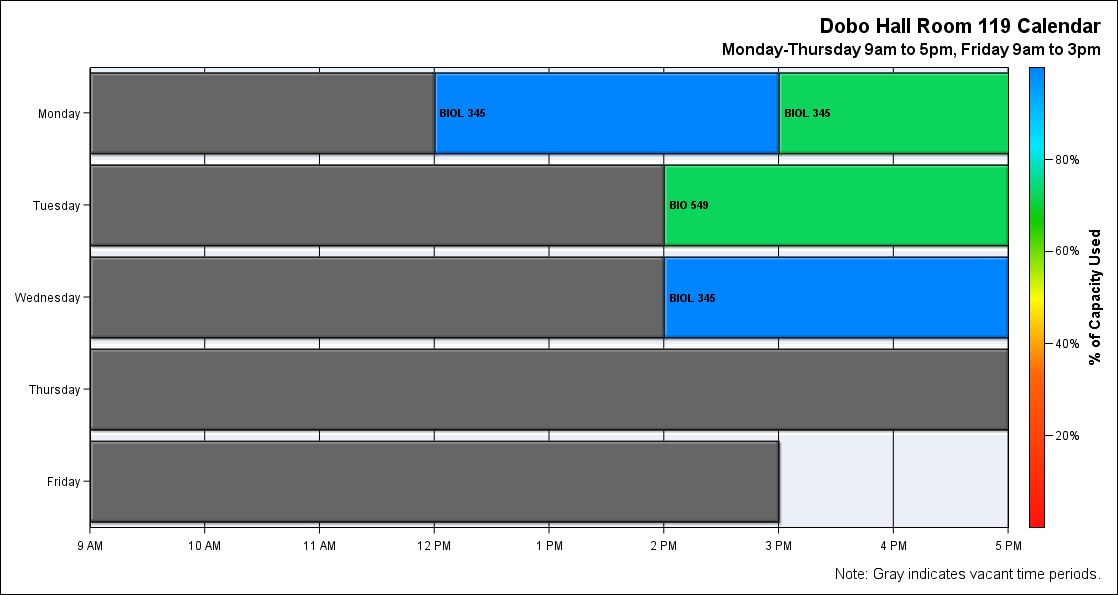 Dobo Hall Room 119 Calendar
Monday-Thursday 9am to 5pm, Friday 9am to 3pm
Monday
BIOL 345
BIOL 345
Tuesday
BIO 549
Wednesday
BIOL 345
Thursday
Friday
9 AM
10 AM
11 AM
12 PM
1 PM
2 PM
3 PM
4 PM
5 PM
80%
60%
40%
20%
% of Capacity Used
Note: Gray indicates vacant time periods.